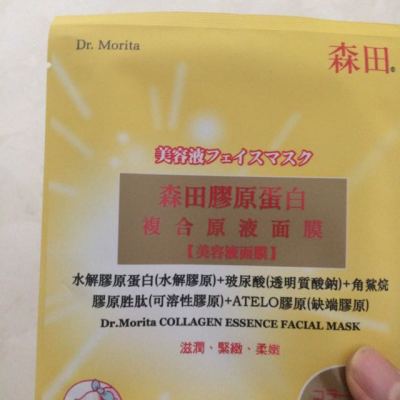 Dr. Morita
森田®
美容液フェイスマスク
森田膠原蛋白
複合原液面膜
【美容液面膜】
水解膠原蛋白(水解膠原)+玻尿酸(透明質酸鈉)+角鯊烷
膠原胜肽(可溶性膠原)+ATELO膠原(缺端膠原)
Dr.Morita COLLAGEN ESSENCE FACIAL MASK
滋潤、緊緻、柔嫩